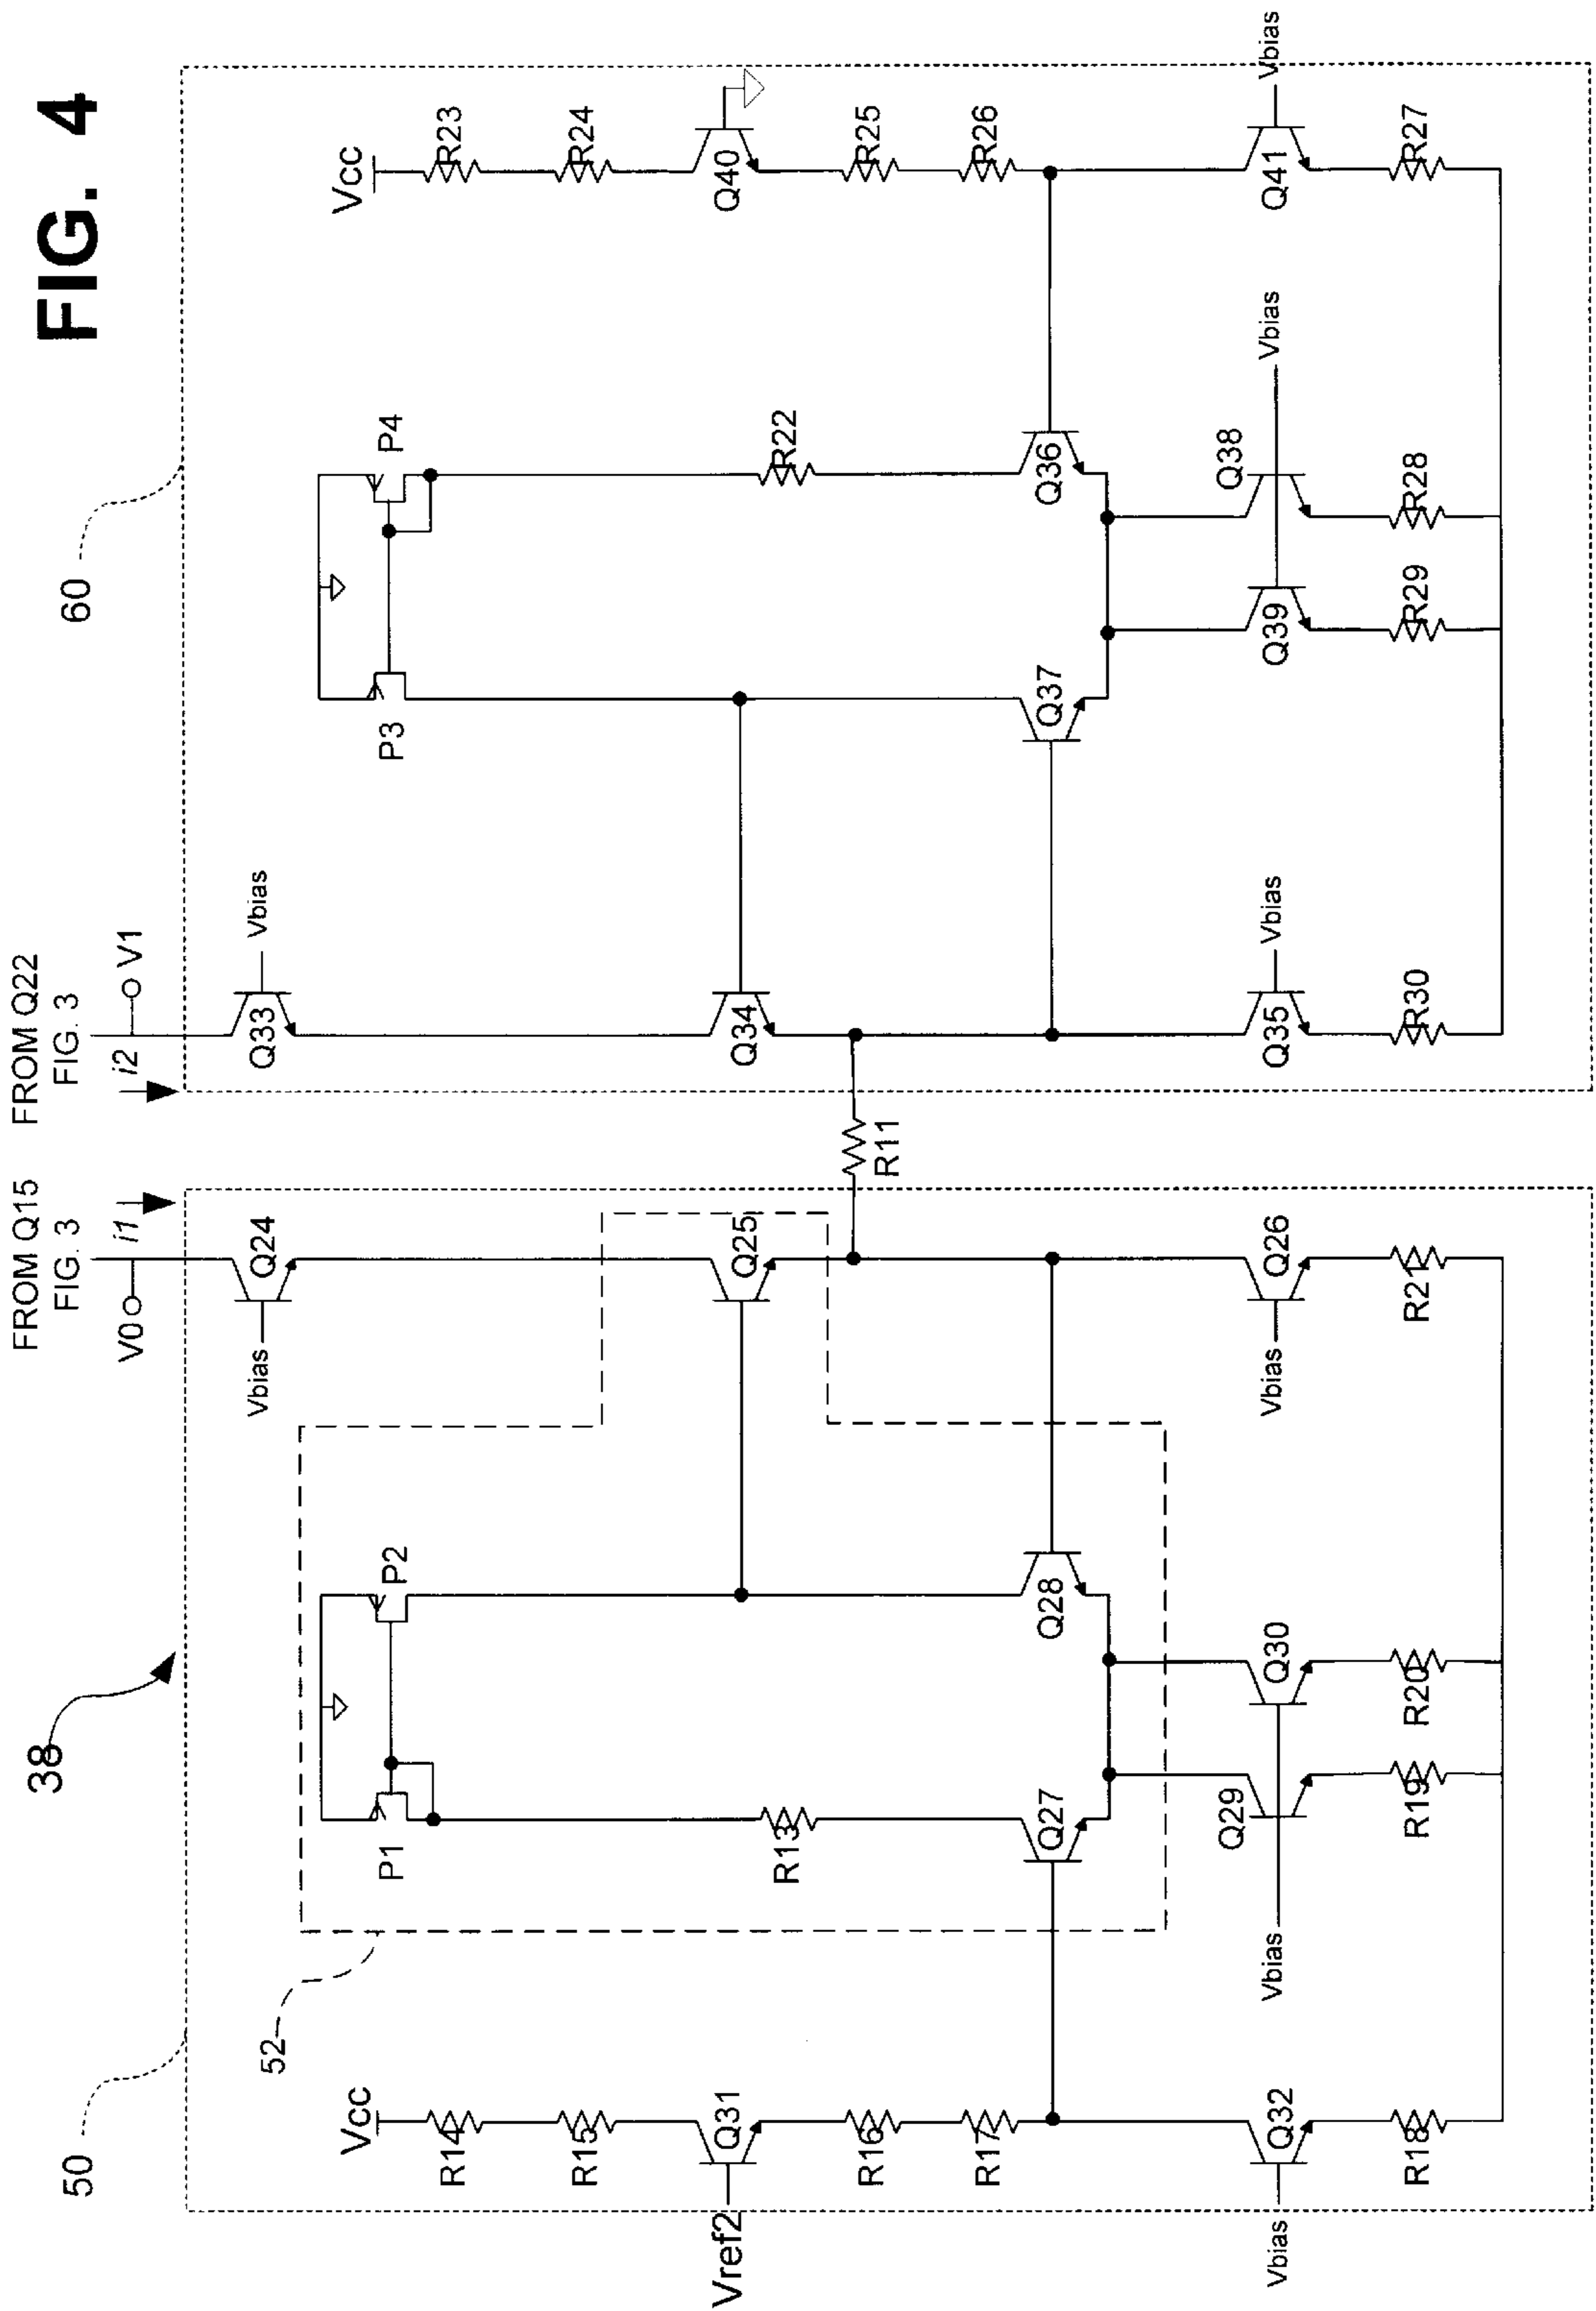 FIG. 4
38
50
60
52
FROM Q15
FIG. 3
V0
i1
FROM Q22
FIG. 3
i2
V1
Vbias
Q24
Q33
Vbias
Vcc
R14
R15
Vref2
Q31
R16
R17
P1
P2
R13
Q25
R11
Q34
P3
P4
R22
Vcc
R23
R24
Q40
R25
R26
Q27
Q28
Q37
Q36
Vbias
Q32
R18
Vbias
Q29
Q30
R19
R20
Vbias
Q26
R21
Q35
Vbias
R30
Q39
Q38
Vbias
R29
R28
Q41
Vbias
R27